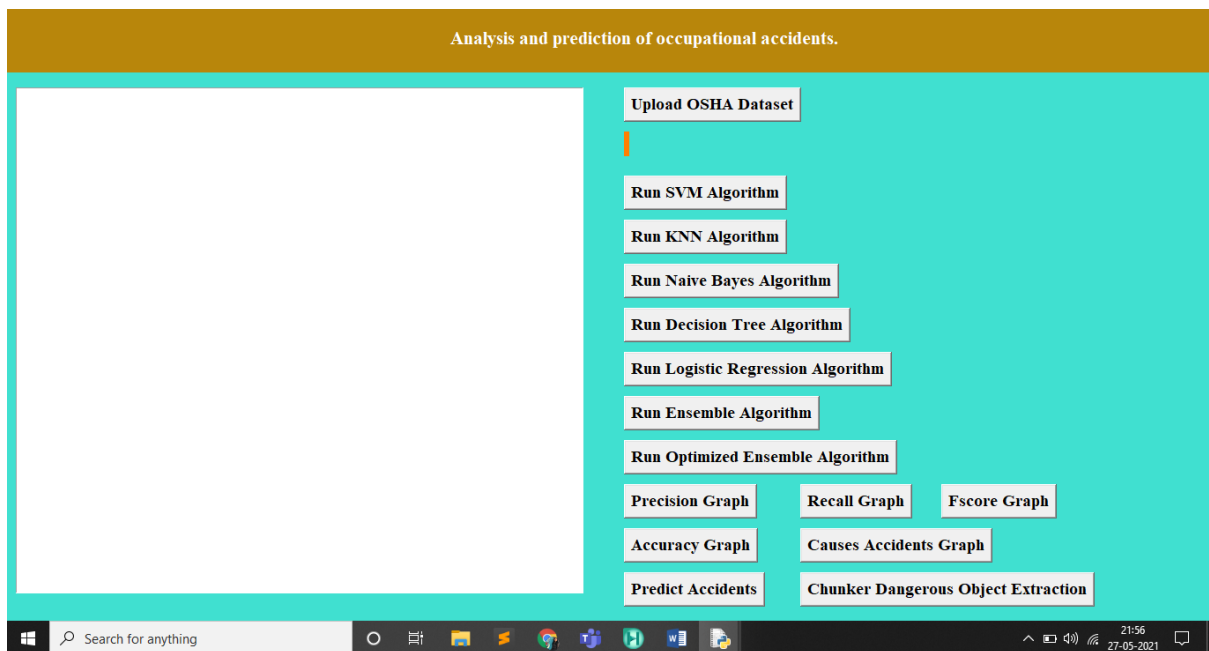 Analysis and prediction of occupational accidents.
Upload OSHA Dataset
Run SVM Algorithm
Run KNN Algorithm
Run Naive Bayes Algorithm
Run Decision Tree Algorithm
Run Logistic Regression Algorithm
Run Ensemble Algorithm
Run Optimized Ensemble Algorithm
Precision Graph Recall Graph Fscore Graph
Accuracy Graph Causes Accidents Graph
Predict Accidents Chunker Dangerous Object Extraction
Search for anything
21:56
27-05-2021